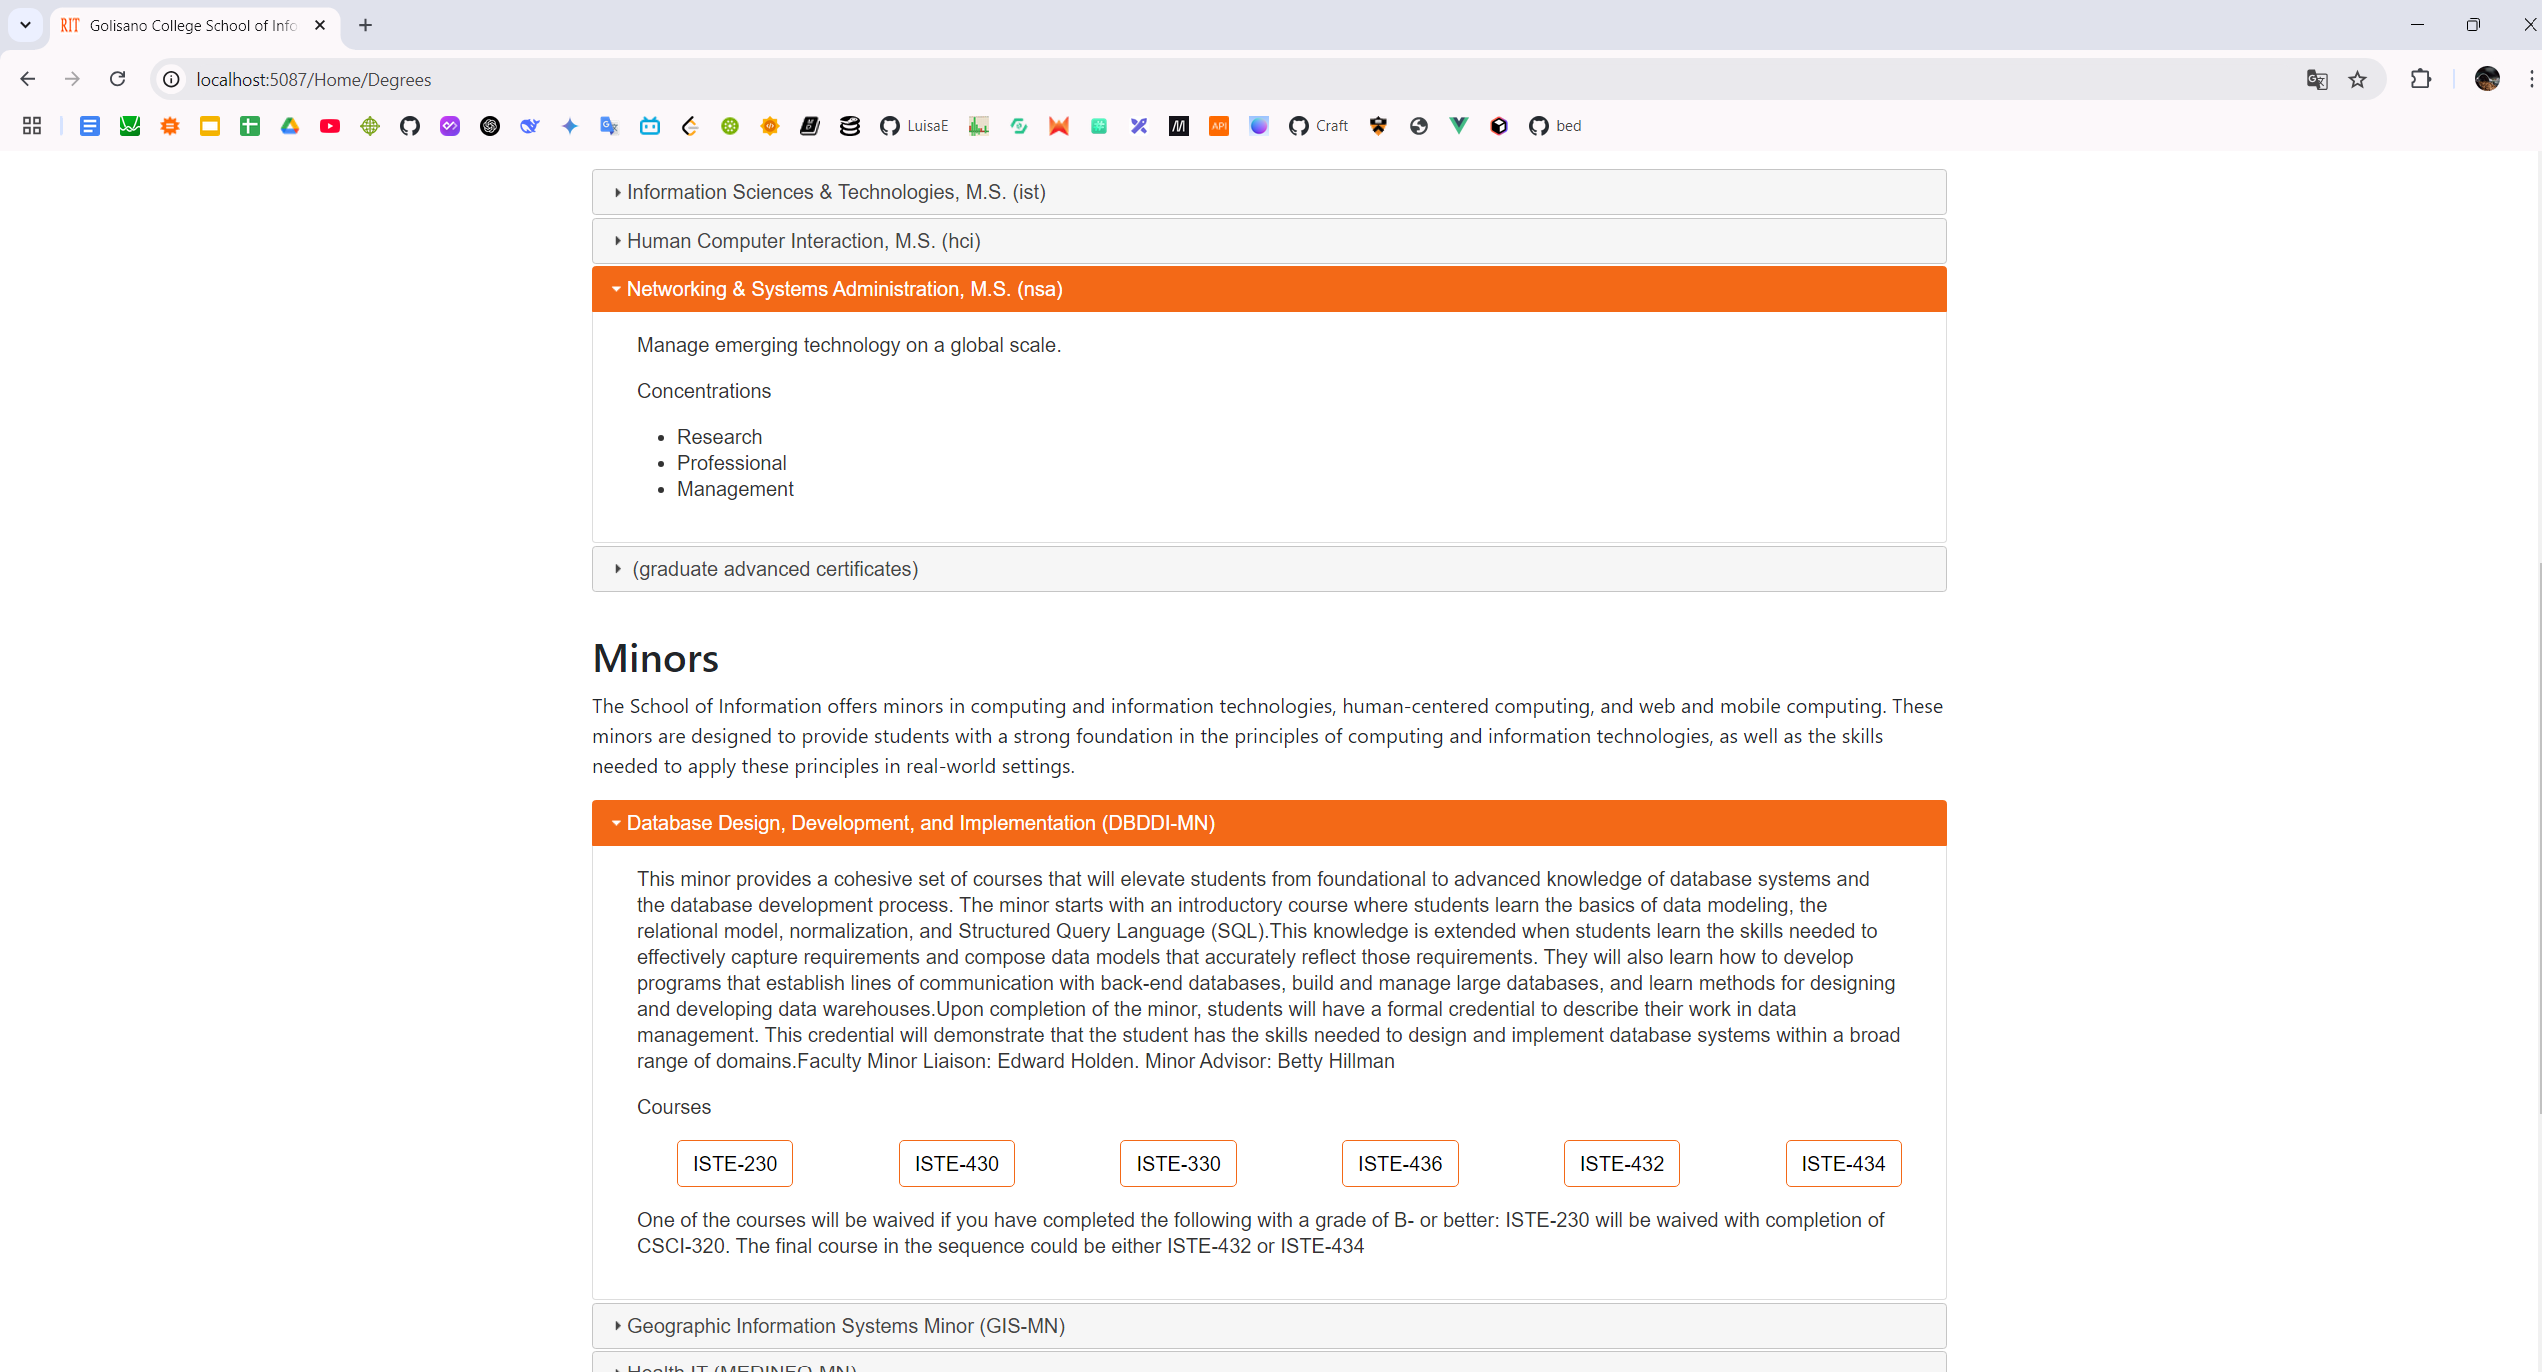 RIT Golisano College School of Info
localhost:5087/Home/Degrees
LuisaE
API
Craft
bed
Information Sciences & Technologies, M.S. (ist)
Human Computer Interaction, M.S. (hci)
Networking & Systems Administration, M.S. (nsa)
Manage emerging technology on a global scale.
Concentrations
Research
Professional
Management
(graduate advanced certificates)
Minors
The School of Information offers minors in computing and information technologies, human-centered computing, and web and mobile computing. These
minors are designed to provide students with a strong foundation in the principles of computing and information technologies, as well as the skills
needed to apply these principles in real-world settings.
Database Design, Development, and Implementation (DBDDI-MN)
This minor provides a cohesive set of courses that will elevate students from foundational to advanced knowledge of database systems and
the database development process. The minor starts with an introductory course where students learn the basics of data modeling, the
relational model, normalization, and Structured Query Language (SQL).This knowledge is extended when students learn the skills needed to
effectively capture requirements and compose data models that accurately reflect those requirements. They will also learn how to develop
programs that establish lines of communication with back-end databases, build and manage large databases, and learn methods for designing
and developing data warehouses.Upon completion of the minor, students will have a formal credential to describe their work in data
management. This credential will demonstrate that the student has the skills needed to design and implement database systems within a broad
range of domains.Faculty Minor Liaison: Edward Holden. Minor Advisor: Betty Hillman
Courses
ISTE-230 ISTE-430 ISTE-330 ISTE-436 ISTE-432 ISTE-434
One of the courses will be waived if you have completed the following with a grade of B- or better: ISTE-230 will be waived with completion of
CSCI-320. The final course in the sequence could be either ISTE-432 or ISTE-434
Geographic Information Systems Minor (GIS-MN)
Health IT (MEDINFO-MN)